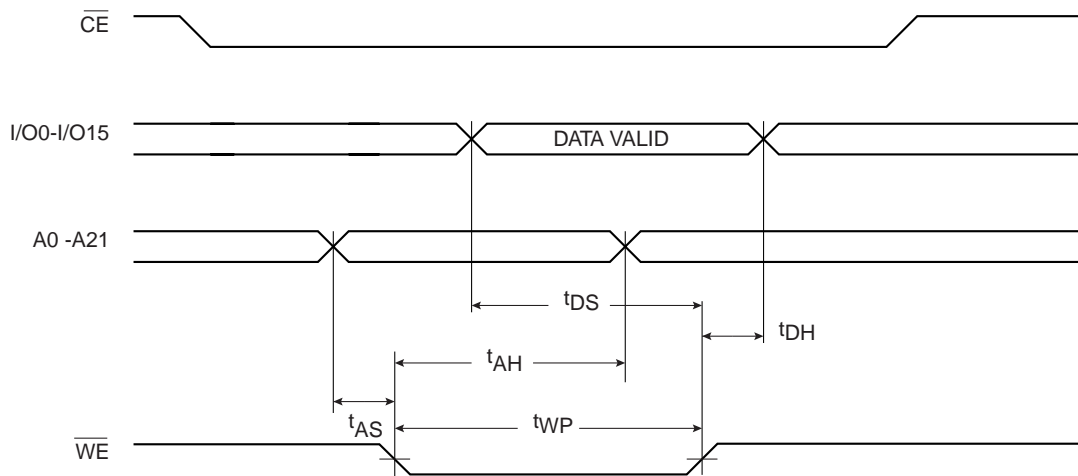 CE
I/O0-I/O15
DATA VALID
A0 -A21
tDS
tDH
tAH
tAS
tWP
WE